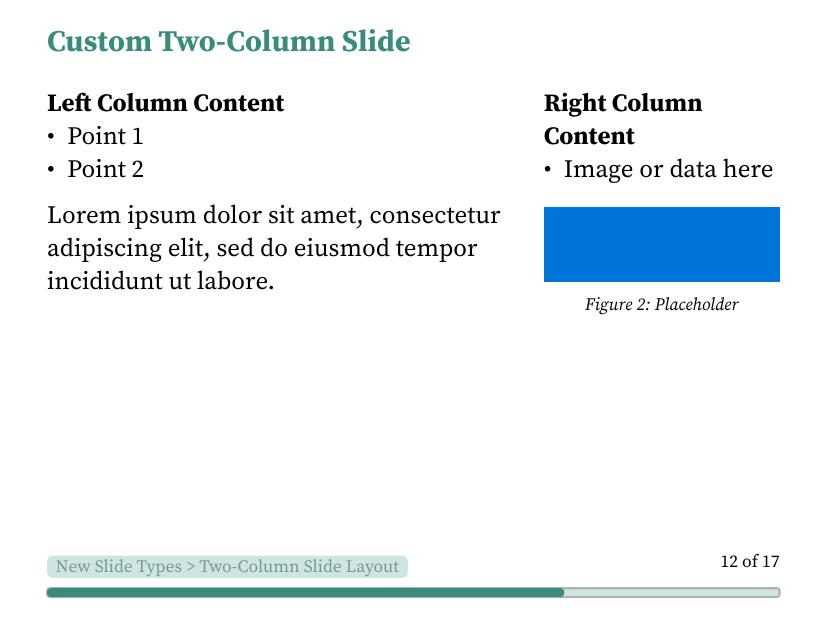 Custom Two-Column Slide
Left Column Content
• Point 1
• Point 2
Lorem ipsum dolor sit amet, consectetur
adipiscing elit, sed do eiusmod tempor
incididunt ut labore.
Right Column
Content
• Image or data here
Figure 2: Placeholder
New Slide Types > Two-Column Slide Layout
12 of 17